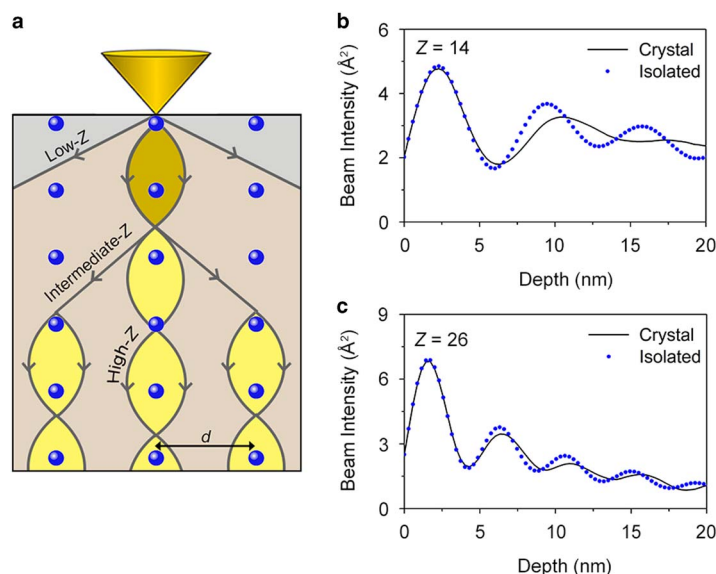 a
Low-Z
Intermediate-Z
High-Z
d
b
6
4
2
0
Beam Intensity (Å²)
Z = 14
Crystal
Isolated
0
5
10
15
20
Depth (nm)
c
9
6
3
0
Beam Intensity (Å²)
Z = 26
Crystal
Isolated
0
5
10
15
20
Depth (nm)